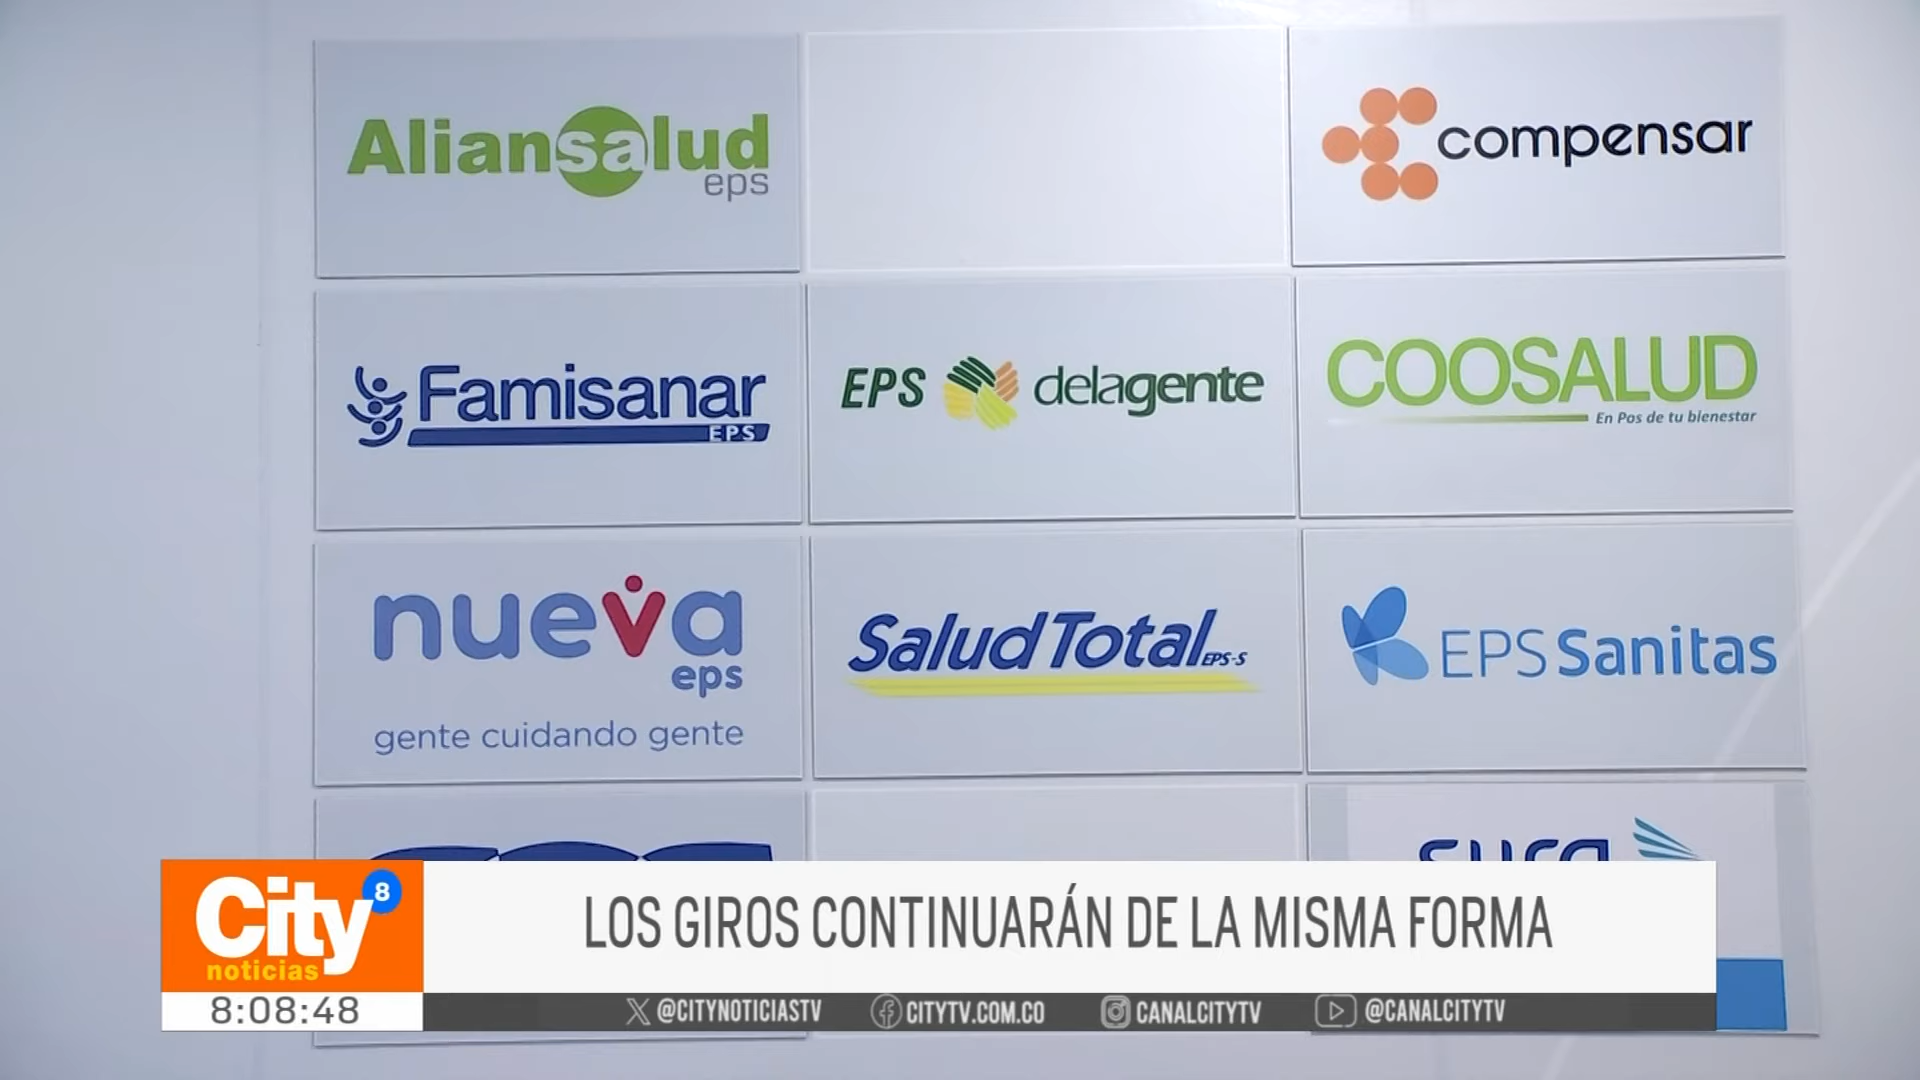 Aliansalud
eps
compensar
Famisanar
EPS
EPS delagente
COOSALUD
En Pos de tu bienestar
nueva
eps
gente cuidando gente
SaludTotal EPS-S
EPS Sanitas
sura
City 8
noticias
LOS GIROS CONTINUARÁN DE LA MISMA FORMA
8:08:48
@CITYNOTICIASTV
CITYTV.COM.CO
CANALCITYTV
@CANALCITYTV